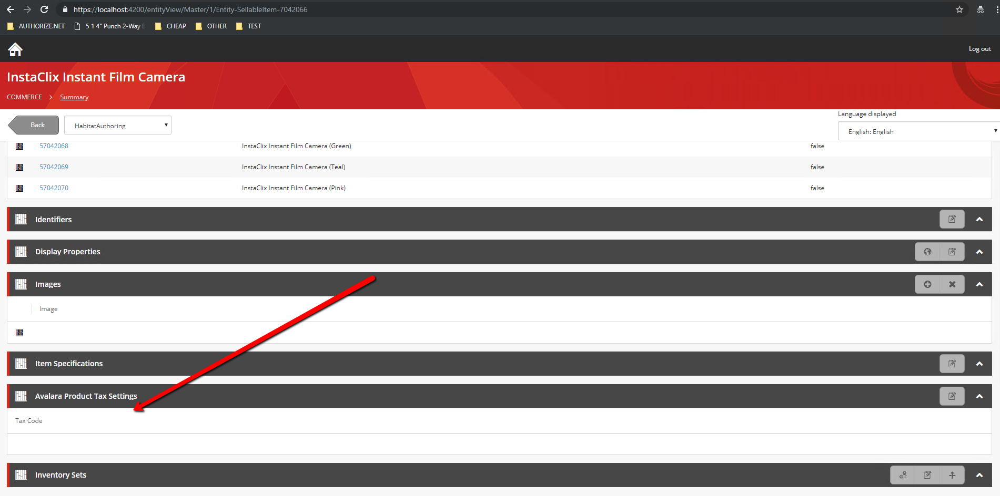 https://localhost:4200/entityView/Master/1/Entity-SellableItem-7042066
AUTHORIZE.NET 5 1 4" Punch 2-Way B CHEAP OTHER TEST
Log out
InstaClix Instant Film Camera
COMMERCE > Summary
Language displayed
Back HabitatAuthoring English: English
57042068 InstaClix Instant Film Camera (Green) false
57042069 InstaClix Instant Film Camera (Teal) false
57042070 InstaClix Instant Film Camera (Pink) false
Identifiers
Display Properties
Images
Image
Item Specifications
Avalara Product Tax Settings
Tax Code
Inventory Sets